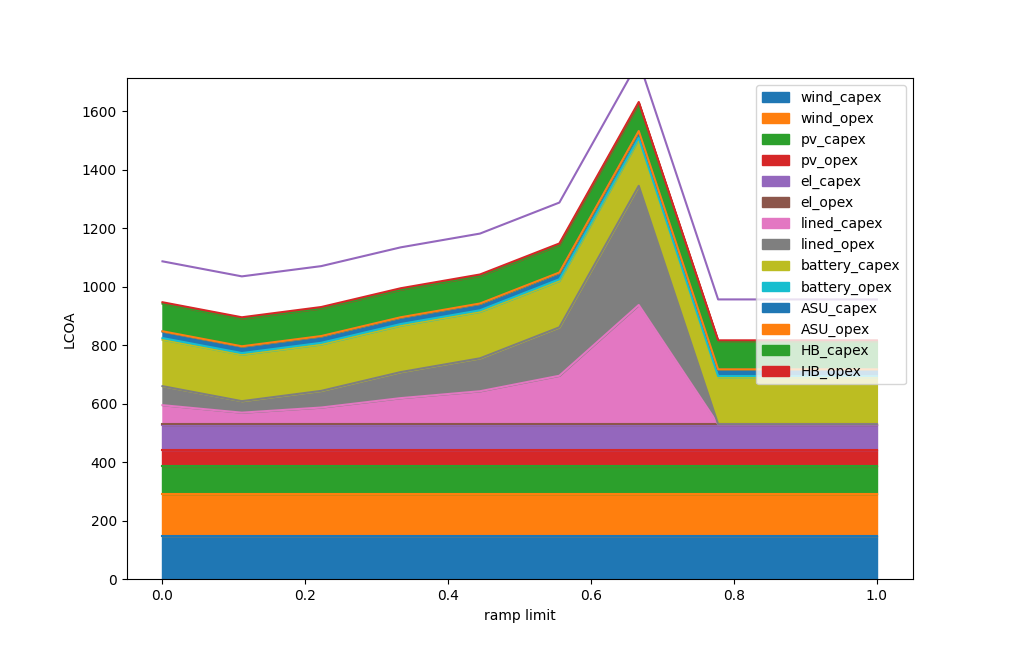 1600
1400
1200
1000
800
600
400
200
0
LCOA
0.0 0.2 0.4 0.6 0.8 1.0
ramp limit
wind_capex
wind_opex
pv_capex
pv_opex
el_capex
el_opex
lined_capex
lined_opex
battery_capex
battery_opex
ASU_capex
ASU_opex
HB_capex
HB_opex